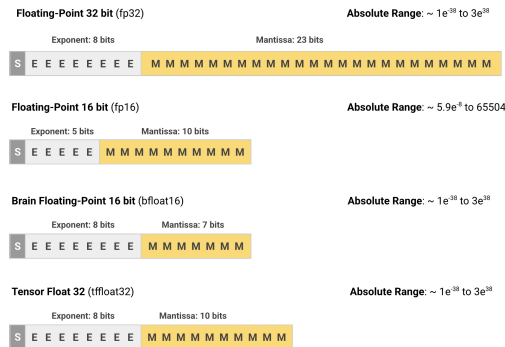 Floating-Point 32 bit (fp32) Absolute Range: ~ 1e⁻³⁸ to 3e³⁸
Exponent: 8 bits Mantissa: 23 bits
S E E E E E E E E M M M M M M M M M M M M M M M M M M M M M M M
Floating-Point 16 bit (fp16) Absolute Range: ~ 5.9e⁻⁸ to 65504
Exponent: 5 bits Mantissa: 10 bits
S E E E E E M M M M M M M M M M
Brain Floating-Point 16 bit (bfloat16) Absolute Range: ~ 1e⁻³⁸ to 3e³⁸
Exponent: 8 bits Mantissa: 7 bits
S E E E E E E E E M M M M M M M
Tensor Float 32 (tffloat32) Absolute Range: ~ 1e⁻³⁸ to 3e³⁸
Exponent: 8 bits Mantissa: 10 bits
S E E E E E E E E M M M M M M M M M M